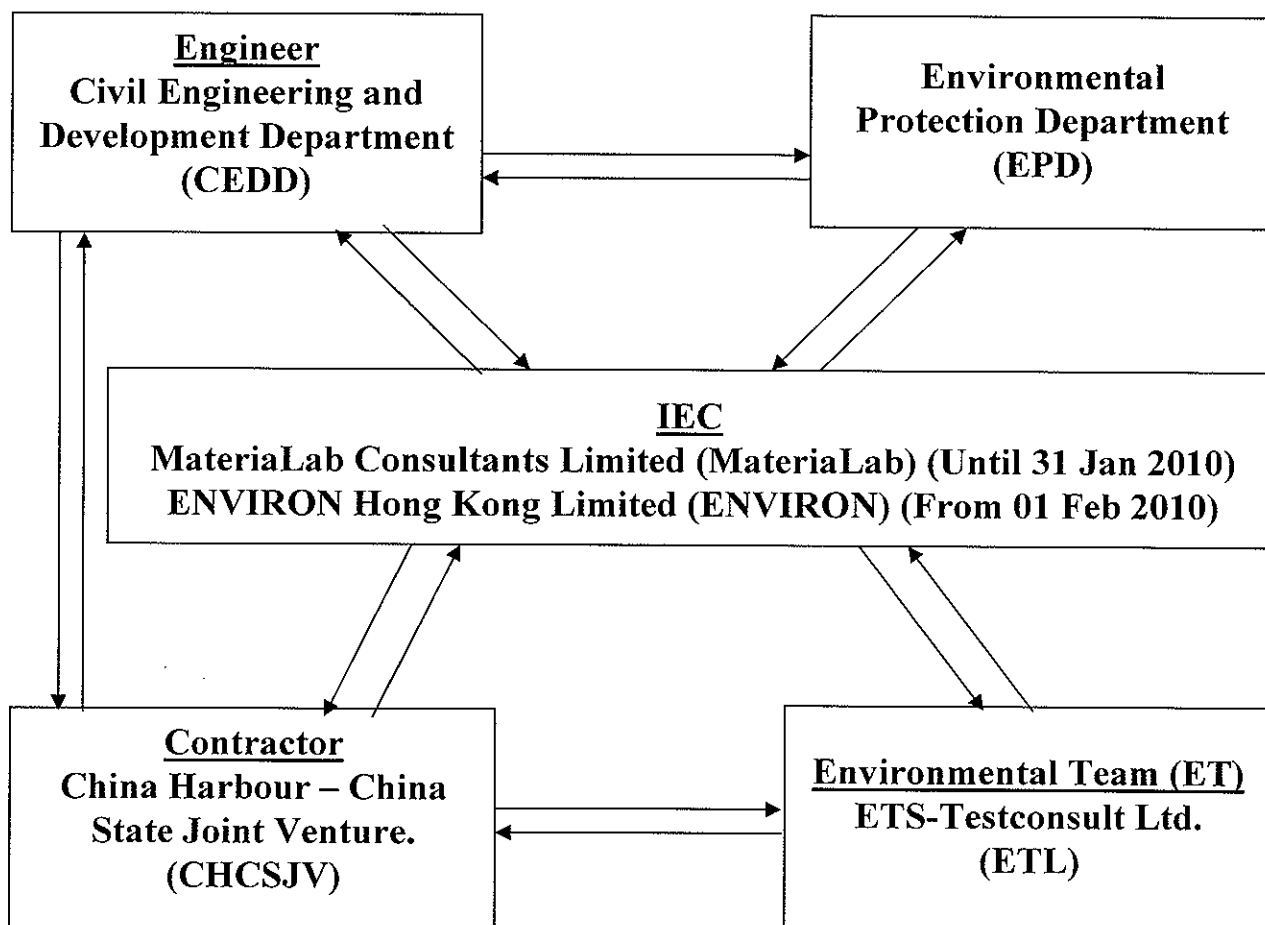 Engineer
Civil Engineering and
Development Department
(CEDD)
Environmental
Protection Department
(EPD)
IEC
MateriaLab Consultants Limited (MateriaLab) (Until 31 Jan 2010)
ENVIRON Hong Kong Limited (ENVIRON) (From 01 Feb 2010)
Contractor
China Harbour – China
State Joint Venture.
(CHCSJV)
Environmental Team (ET)
ETS-Testconsult Ltd.
(ETL)